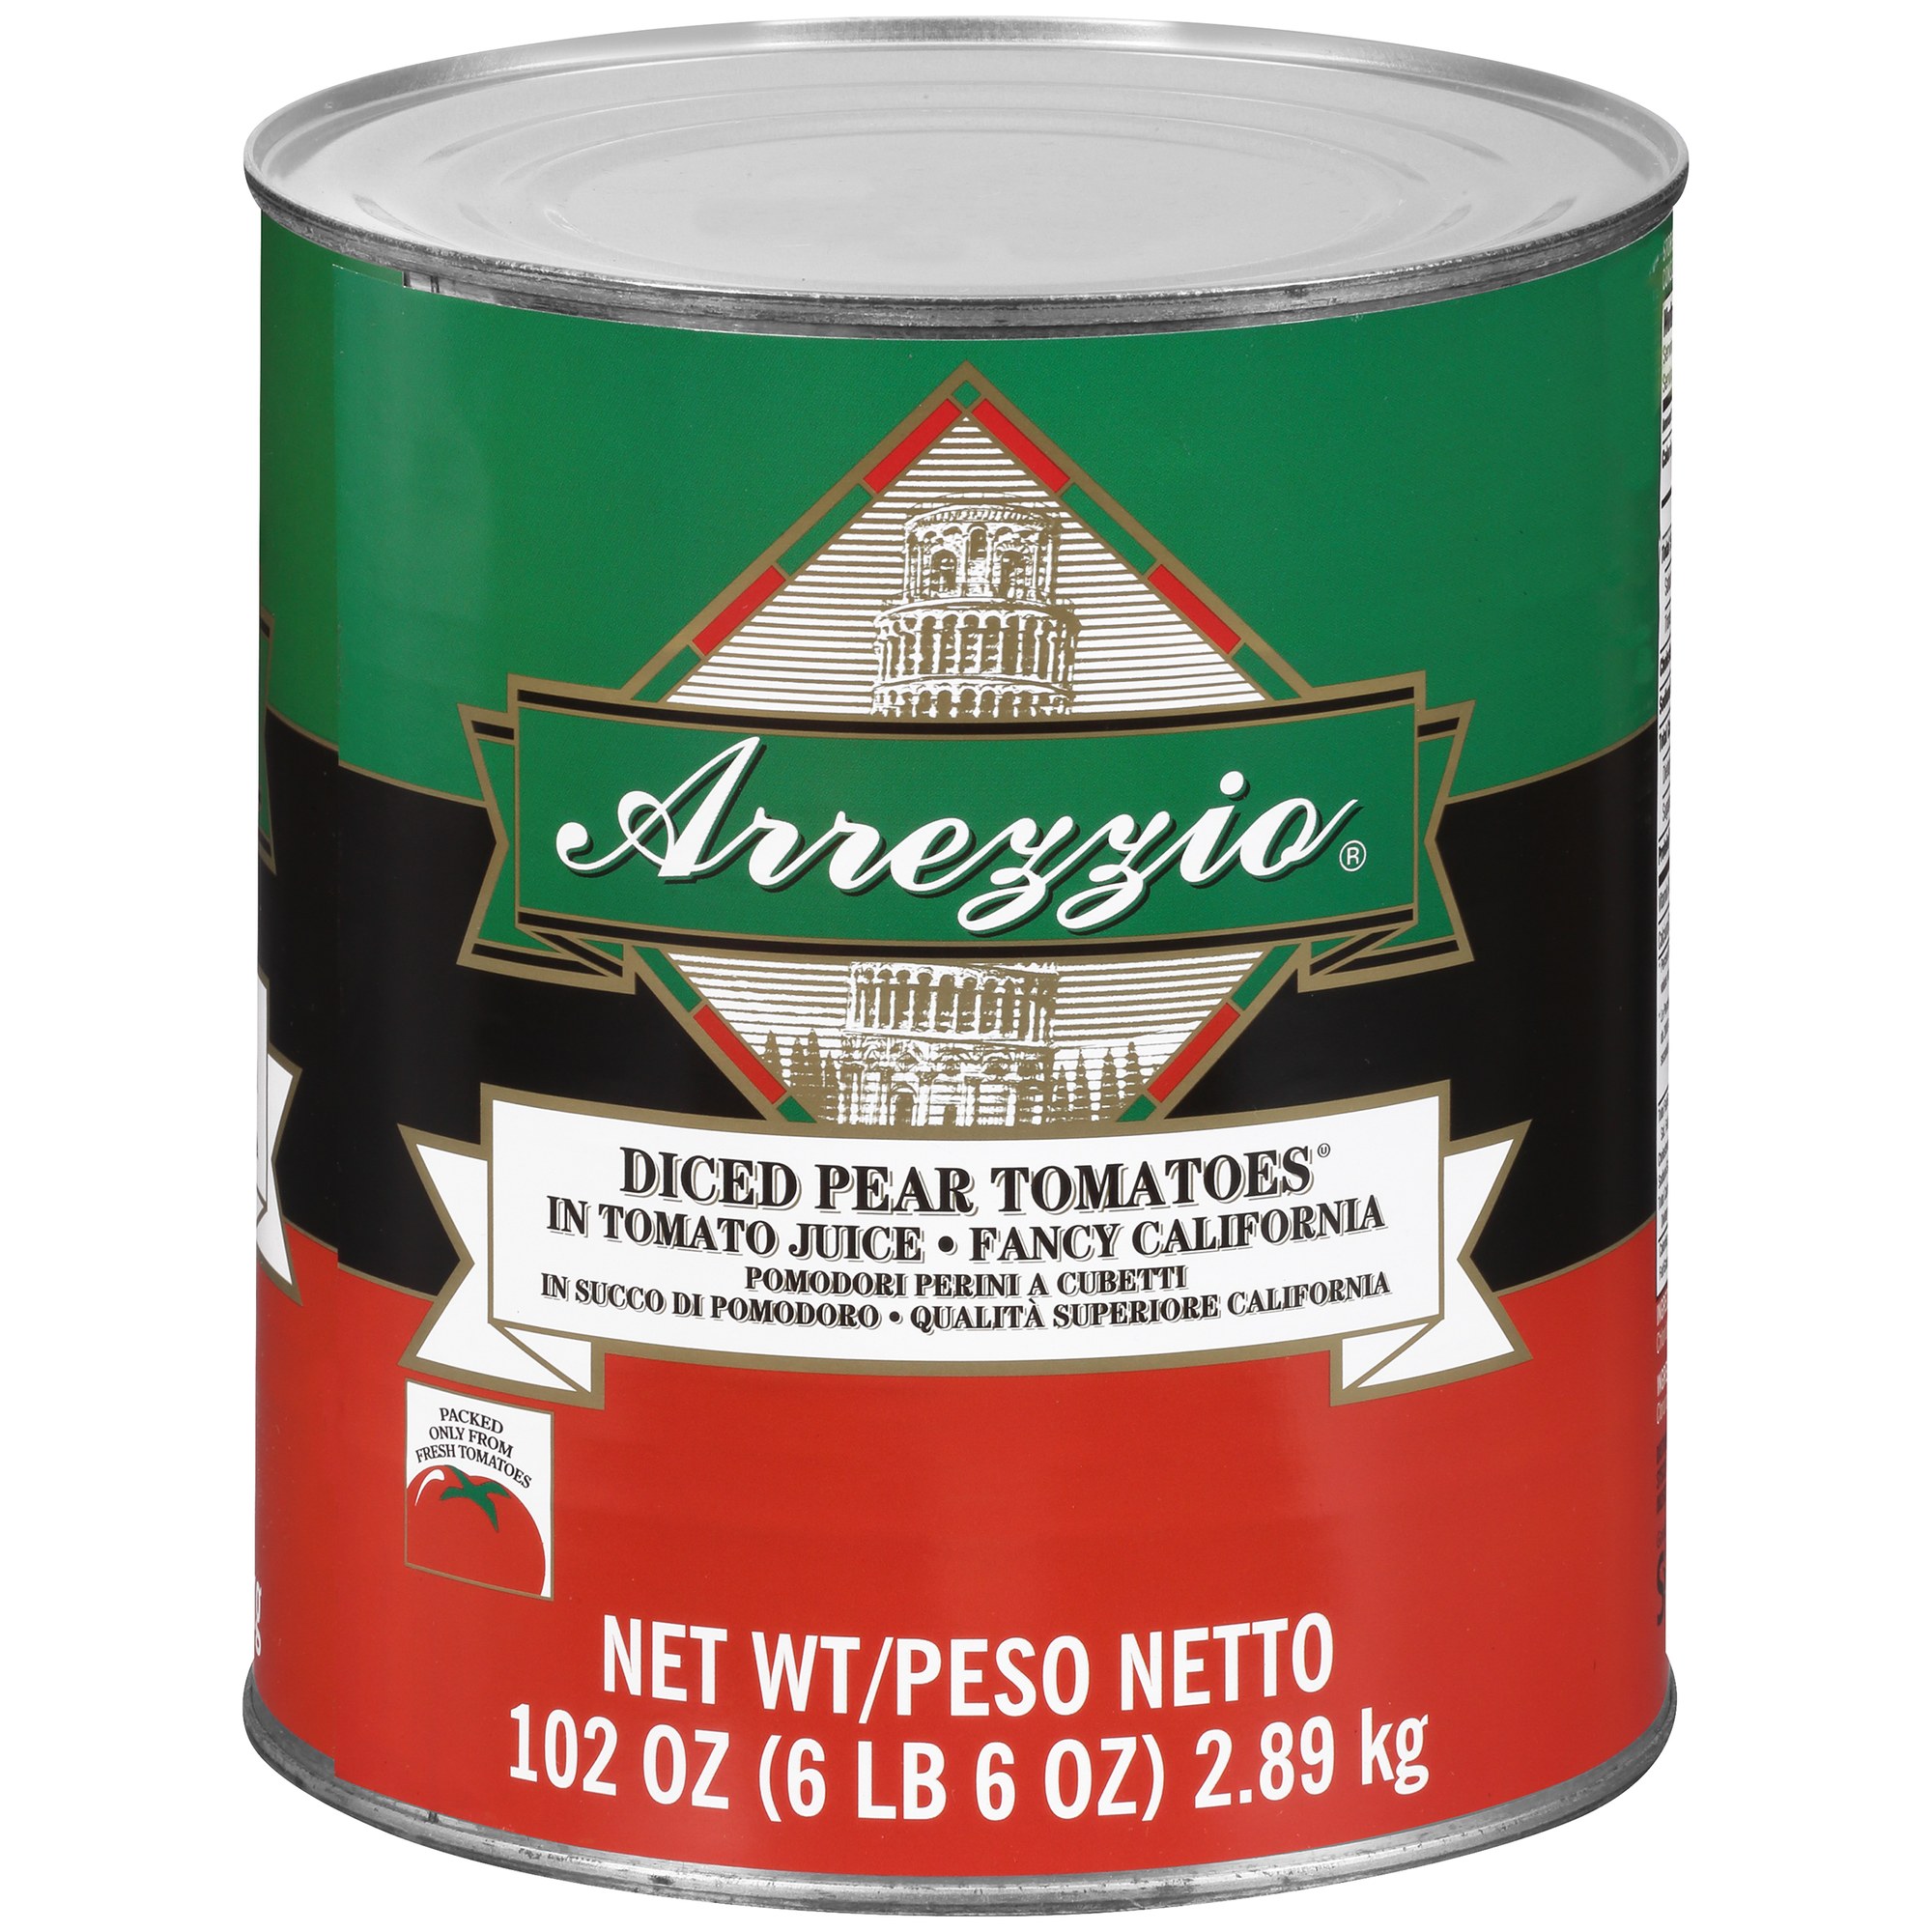 Arrezzio®
DICED PEAR TOMATOES Ⓤ
IN TOMATO JUICE • FANCY CALIFORNIA
POMODORI PERINI A CUBETTI
IN SUCCO DI POMODORO • QUALITÀ SUPERIORE CALIFORNIA
PACKED
ONLY FROM
FRESH TOMATOES
NET WT/PESO NETTO
102 OZ (6 LB 6 OZ) 2.89 kg